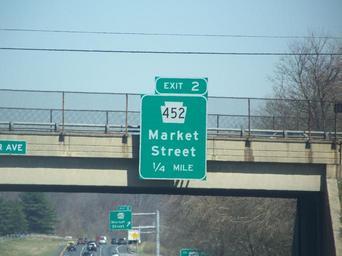 EXIT 2
452
Market
Street
1/4 MILE
AVE